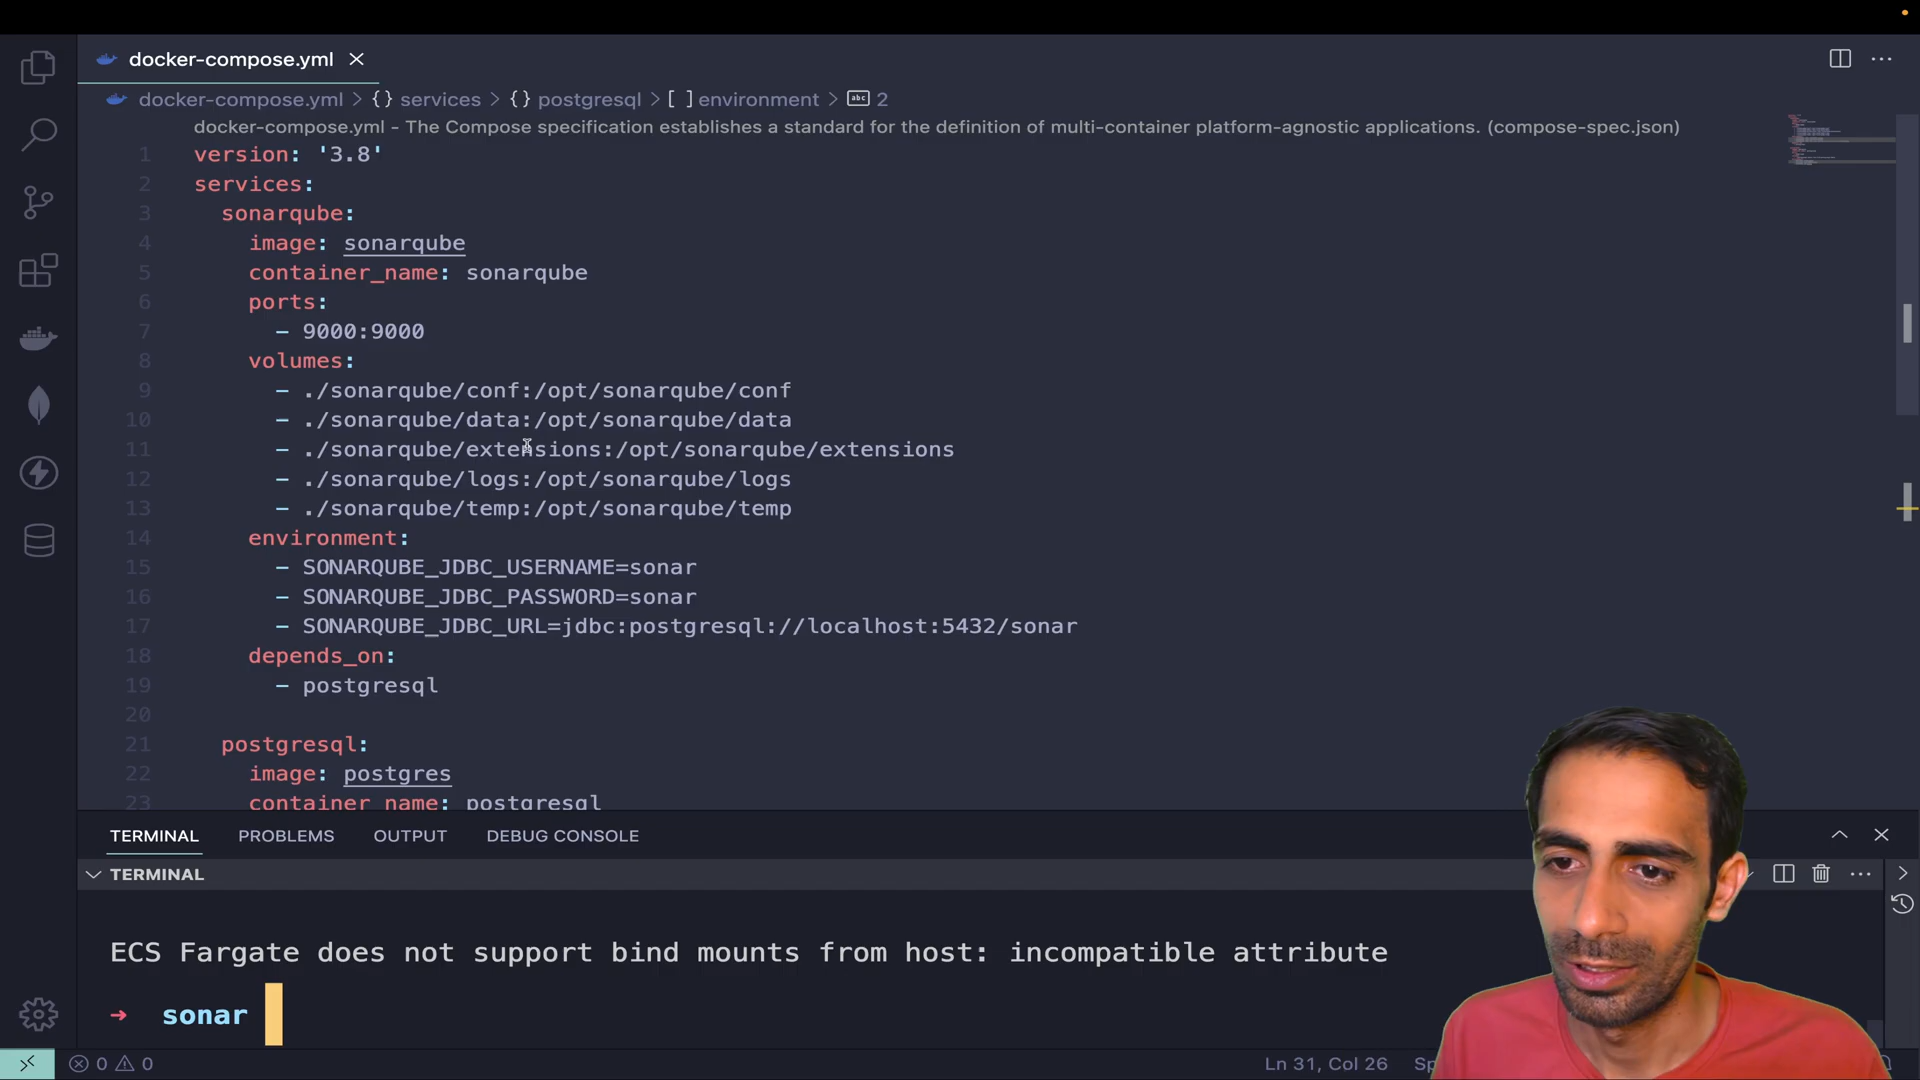 docker-compose.yml
docker-compose.yml > {} services > {} postgresql > [ ] environment > abc 2
docker-compose.yml - The Compose specification establishes a standard for the definition of multi-container platform-agnostic applications. (compose-spec.json)
1 version: '3.8'
2 services:
3 sonarqube:
4 image: sonarqube
5 container_name: sonarqube
6 ports:
7 - 9000:9000
8 volumes:
9 - ./sonarqube/conf:/opt/sonarqube/conf
10 - ./sonarqube/data:/opt/sonarqube/data
11 - ./sonarqube/extensions:/opt/sonarqube/extensions
12 - ./sonarqube/logs:/opt/sonarqube/logs
13 - ./sonarqube/temp:/opt/sonarqube/temp
14 environment:
15 - SONARQUBE_JDBC_USERNAME=sonar
16 - SONARQUBE_JDBC_PASSWORD=sonar
17 - SONARQUBE_JDBC_URL=jdbc:postgresql://localhost:5432/sonar
18 depends_on:
19 - postgresql
20
21 postgresql:
22 image: postgres
23 container_name: postgresql
TERMINAL PROBLEMS OUTPUT DEBUG CONSOLE
TERMINAL
ECS Fargate does not support bind mounts from host: incompatible attribute
→ sonar
0 0 Ln 31, Col 26